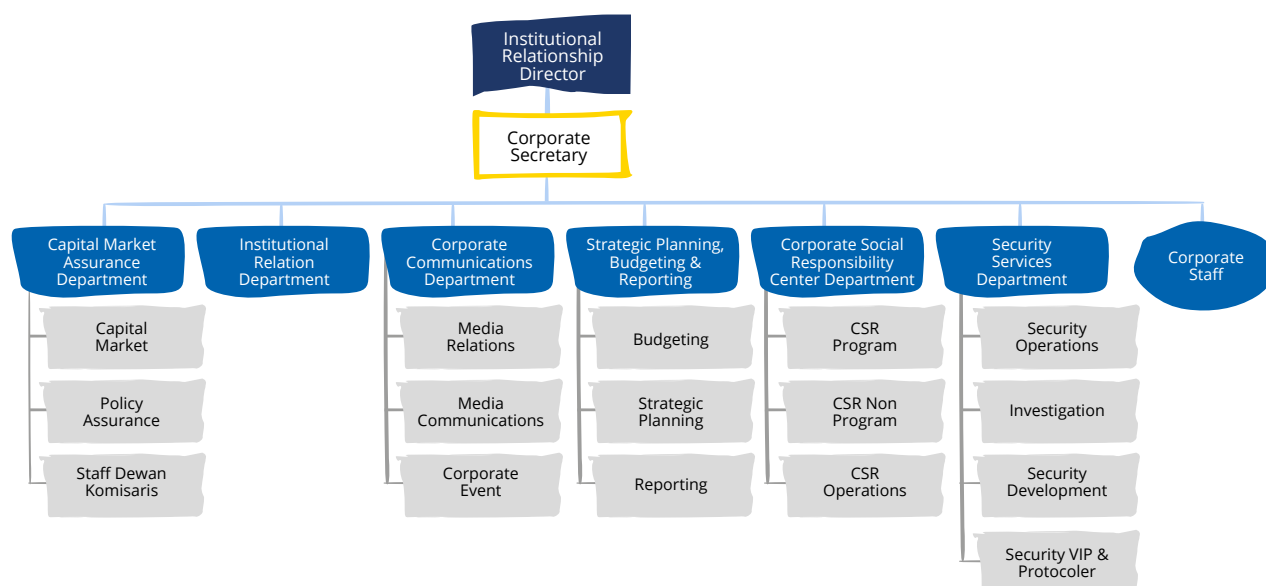 Institutional
Relationship
Director
Corporate
Secretary
Capital Market
Assurance
Department
Institutional
Relation
Department
Corporate
Communications
Department
Strategic Planning,
Budgeting &
Reporting
Corporate Social
Responsibility
Center Department
Security
Services
Department
Corporate
Staff
Capital
Market
Policy
Assurance
Staff Dewan
Komisaris
Media
Relations
Media
Communications
Corporate
Event
Budgeting
Strategic
Planning
Reporting
CSR
Program
CSR Non
Program
CSR
Operations
Security
Operations
Investigation
Security
Development
Security VIP &
Protocoler